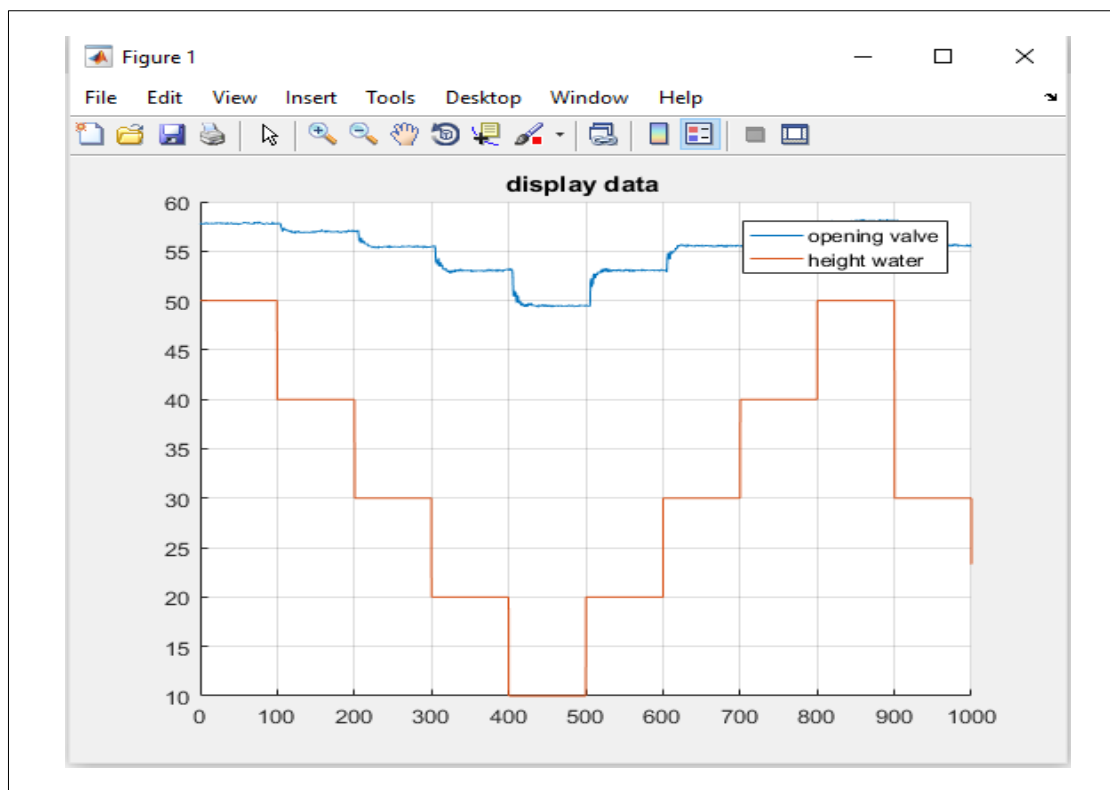 Figure 1
File Edit View Insert Tools Desktop Window Help
display data
60
55
50
45
40
35
30
25
20
15
10
opening valve
height water
0 100 200 300 400 500 600 700 800 900 1000